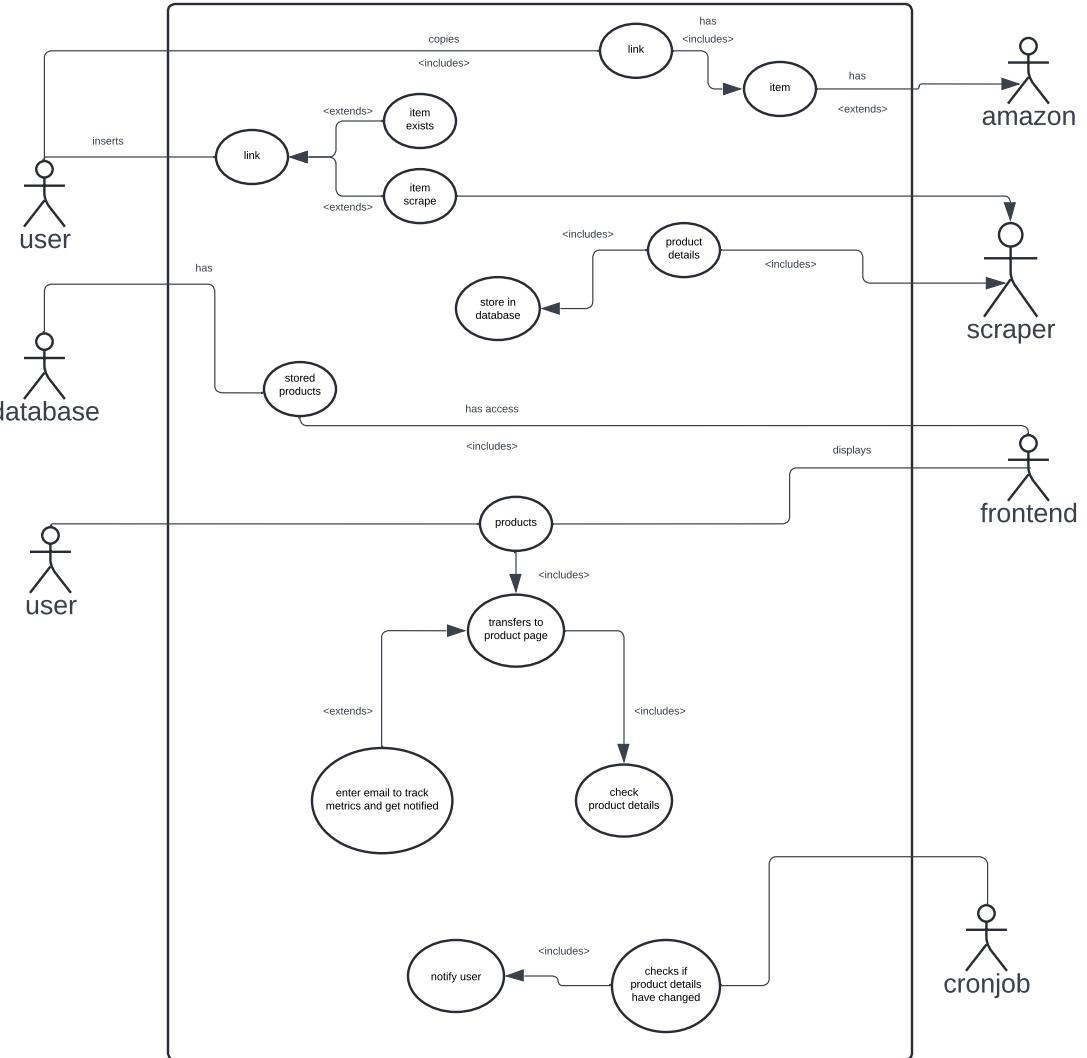 has
copies
<includes>
link
<includes>
has
item
<extends>
amazon
<extends>
item
exists
inserts
link
item
scrape
<extends>
user
<includes>
product
details
<includes>
has
store in
database
scraper
stored
products
database
has access
<includes>
displays
frontend
products
user
<includes>
transfers to
product page
<extends>
<includes>
enter email to track
metrics and get notified
check
product details
<includes>
notify user
checks if
product details
have changed
cronjob